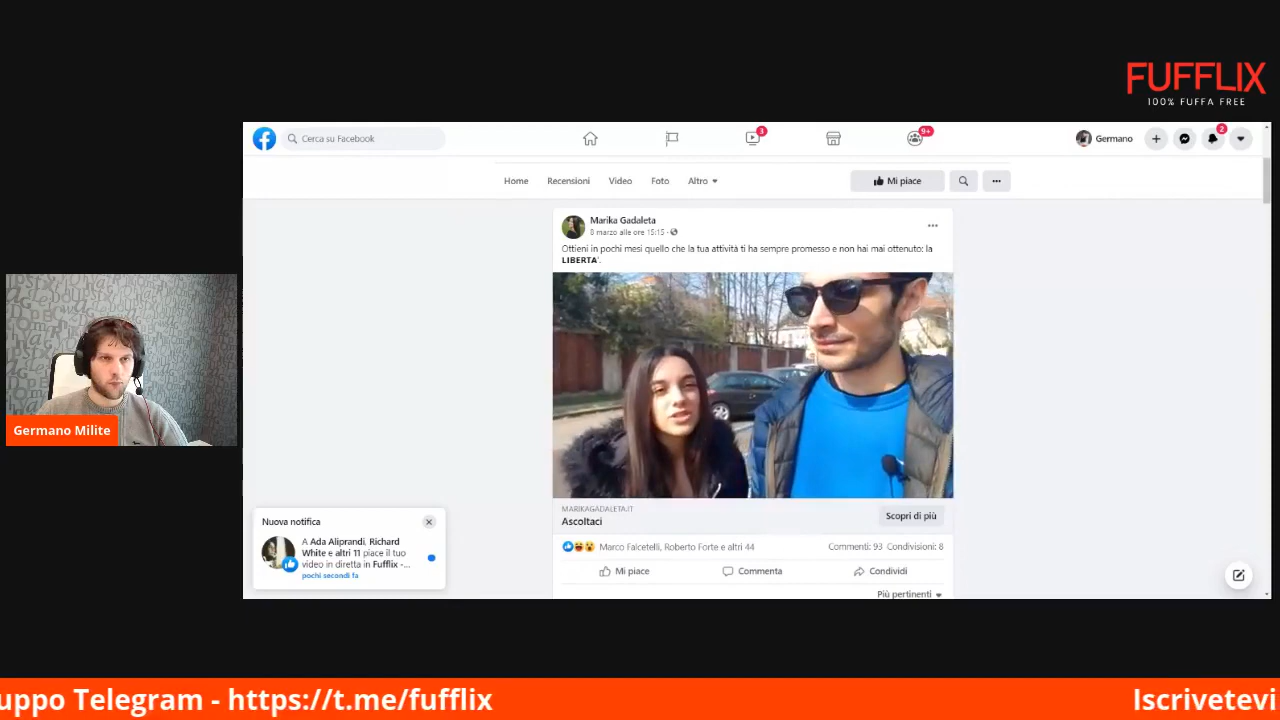 FUFFLIX
100% FUFFA FREE
Cerca su Facebook
3
9+
Germano
2
Home
Recensioni
Video
Foto
Altro
Mi piace
Marika Gadaleta
8 marzo alle ore 15:15 ·
Ottieni in pochi mesi quello che la tua attività ti ha sempre promesso e non hai mai ottenuto: la
LIBERTA'.
Germano Milite
MARIKAGADALETA.IT
Ascoltaci
Scopri di più
Marco Falcetelli, Roberto Forte e altri 44
Commenti: 93 Condivisioni: 8
Mi piace
Commenta
Condividi
Più pertinenti
Nuova notifica
A Ada Aliprandi, Richard
White e altri 11 piace il tuo
video in diretta in Fufflix -...
pochi secondi fa
uppo Telegram - https://t.me/fufflix
Iscrivetevi